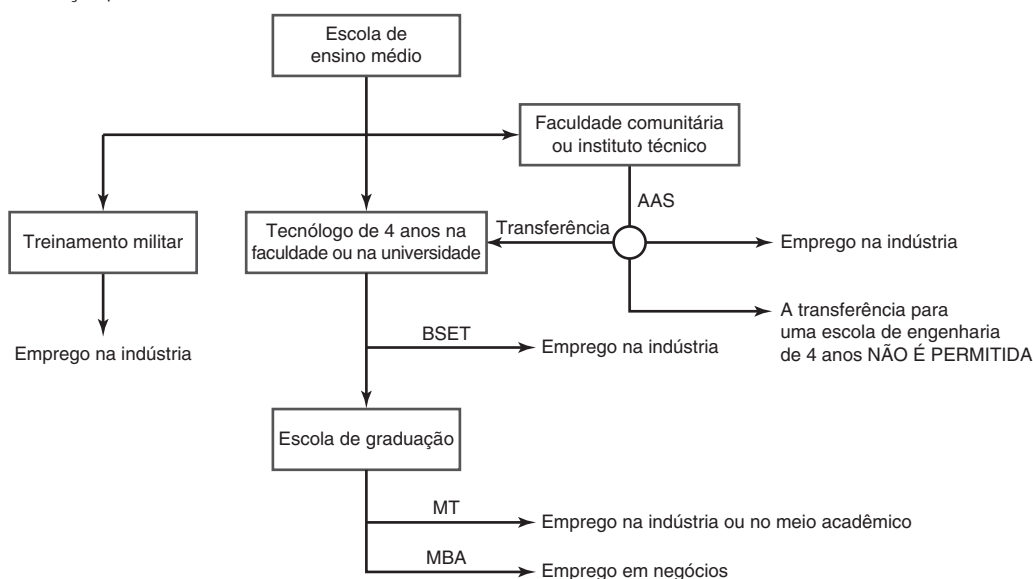 Escola de
ensino médio
Faculdade comunitária
ou instituto técnico
AAS
Treinamento militar
Tecnólogo de 4 anos na
faculdade ou na universidade
Transferência
Emprego na indústria
A transferência para
uma escola de engenharia
de 4 anos NÃO É PERMITIDA
Emprego na indústria
BSET
Emprego na indústria
Escola de graduação
MT
Emprego na indústria ou no meio acadêmico
MBA
Emprego em negócios